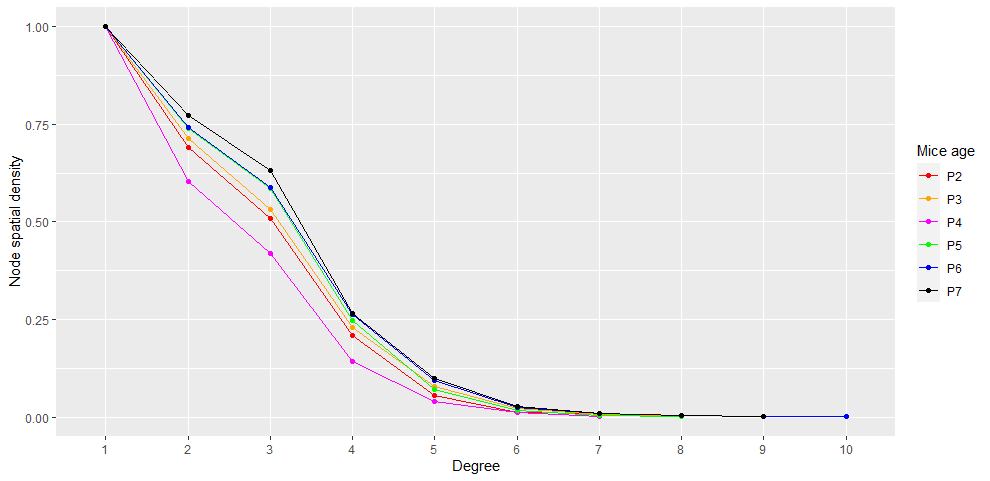 Node spatial density
1.00
0.75
0.50
0.25
0.00
1 2 3 4 5 6 7 8 9 10
Degree
Mice age
P2
P3
P4
P5
P6
P7